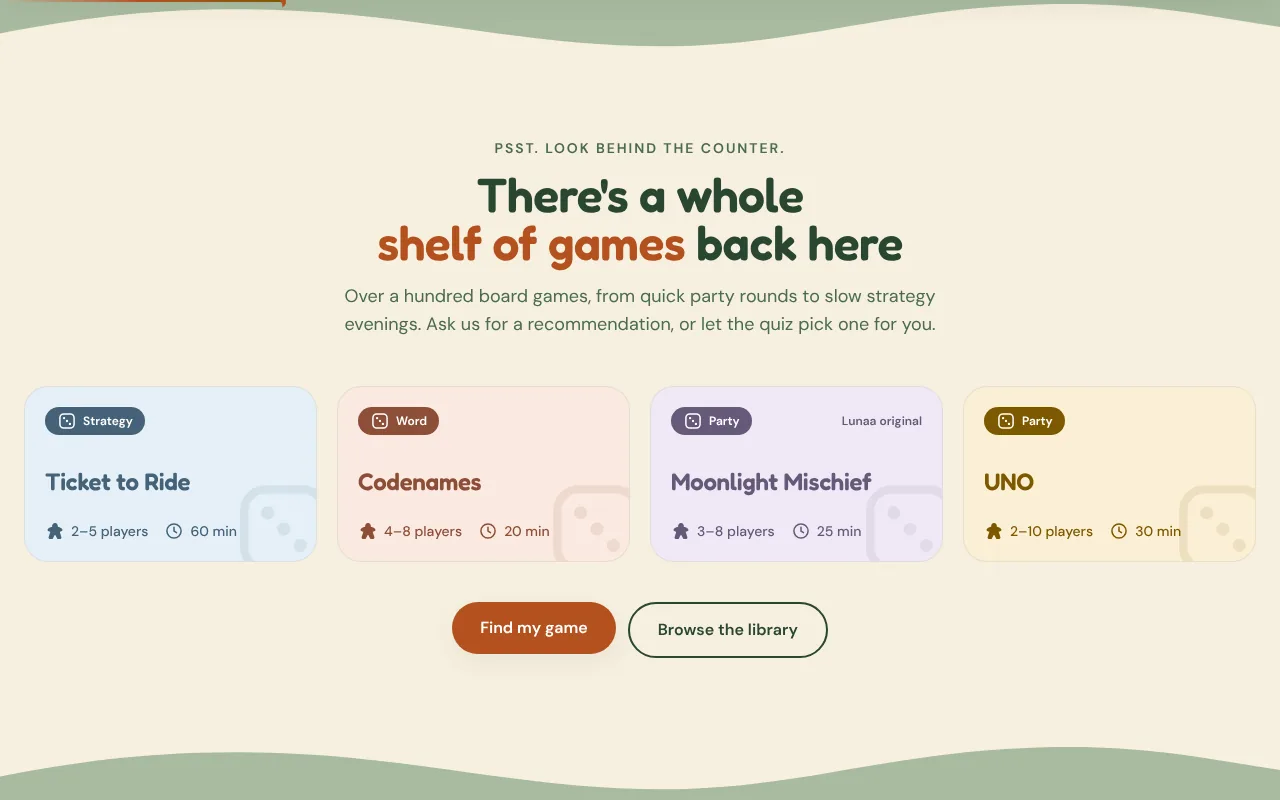 PSST. LOOK BEHIND THE COUNTER.
There's a whole
shelf of games back here
Over a hundred board games, from quick party rounds to slow strategy
evenings. Ask us for a recommendation, or let the quiz pick one for you.
Strategy
Ticket to Ride
2–5 players 60 min
Word
Codenames
4–8 players 20 min
Party Lunaa original
Moonlight Mischief
3–8 players 25 min
Party
UNO
2–10 players 30 min
Find my game
Browse the library